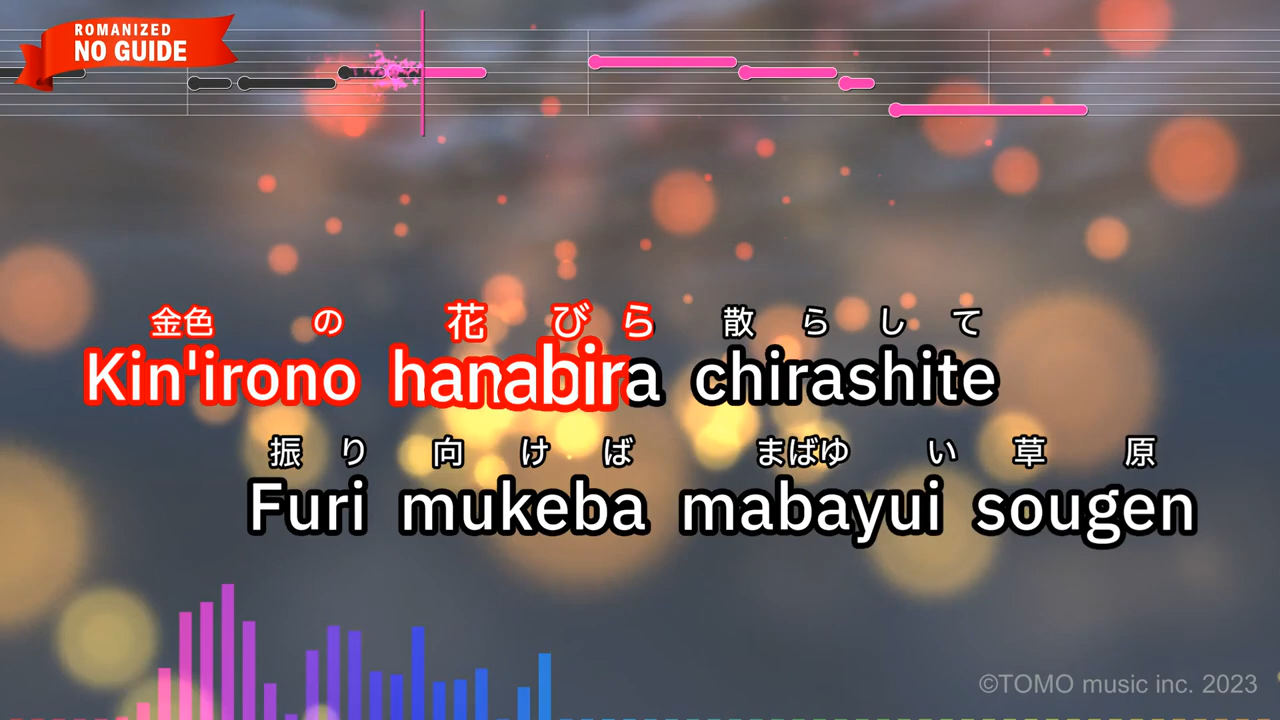 ROMANIZED
NO GUIDE
金色の花びら散らして
Kin'irono hanabira chirashite
振り向けばまばゆい草原
Furi mukeba mabayui sougen
©TOMO music inc. 2023